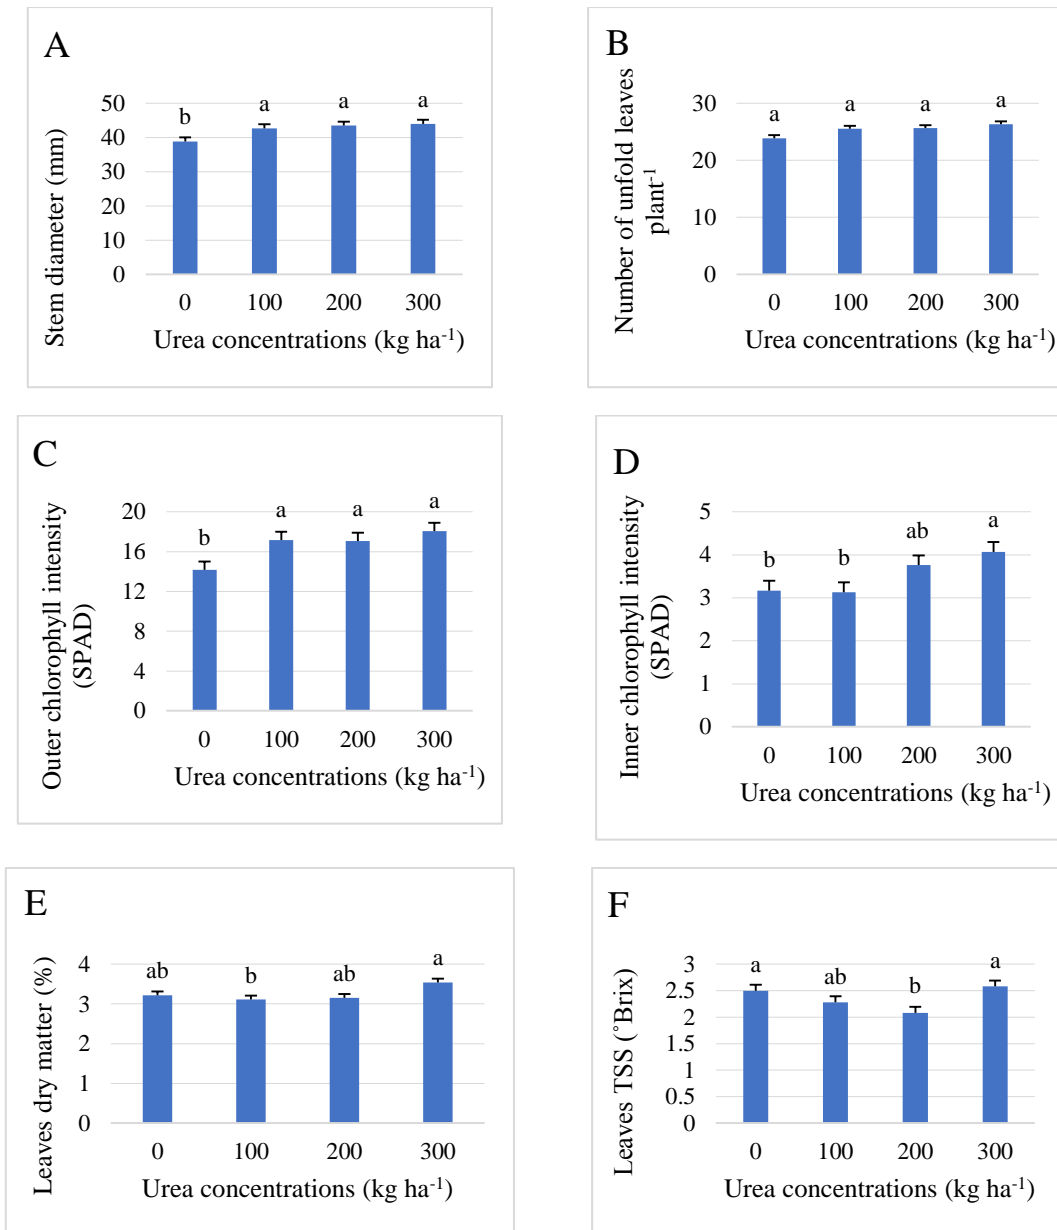 A
Stem diameter (mm)
50
40
30
20
10
0
b
a
a
a
0 100 200 300
Urea concentrations (kg ha⁻¹)
B
Number of unfold leaves
plant⁻¹
30
20
10
0
a
a
a
a
0 100 200 300
Urea concentrations (kg ha⁻¹)
C
Outer chlorophyll intensity
(SPAD)
20
16
12
8
4
0
b
a
a
a
0 100 200 300
Urea concentrations (kg ha⁻¹)
D
Inner chlorophyll intensity
(SPAD)
5
4
3
2
1
0
b
b
ab
a
0 100 200 300
Urea concentrations (kg ha⁻¹)
E
Leaves dry matter (%)
4
3
2
1
0
ab
b
ab
a
0 100 200 300
Urea concentrations (kg ha⁻¹)
F
Leaves TSS (˚Brix)
3
2.5
2
1.5
1
0.5
0
a
ab
b
a
0 100 200 300
Urea concentrations (kg ha⁻¹)